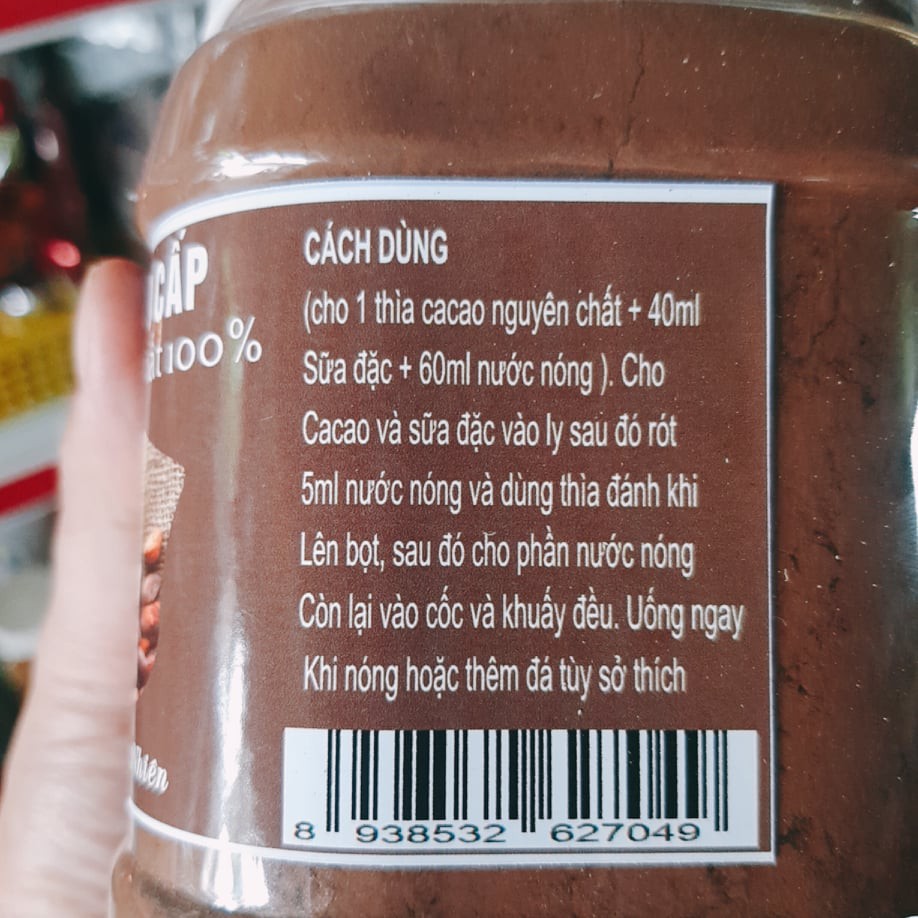 CẤP
100%
CÁCH DÙNG
(cho 1 thìa cacao nguyên chất + 40ml
Sữa đặc + 60ml nước nóng ). Cho
Cacao và sữa đặc vào ly sau đó rót
5ml nước nóng và dùng thìa đánh khi
Lên bọt, sau đó cho phần nước nóng
Còn lại vào cốc và khuấy đều. Uống ngay
Khi nóng hoặc thêm đá tùy sở thích
8 938532 627049